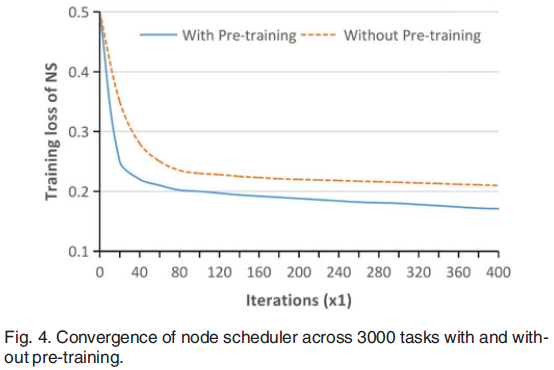 0.5
With Pre-training Without Pre-training
0.4
0.3
0.2
0.1
Training loss of NS
0 40 80 120 160 200 240 280 320 360 400
Iterations (x1)
Fig. 4. Convergence of node scheduler across 3000 tasks with and with-
out pre-training.